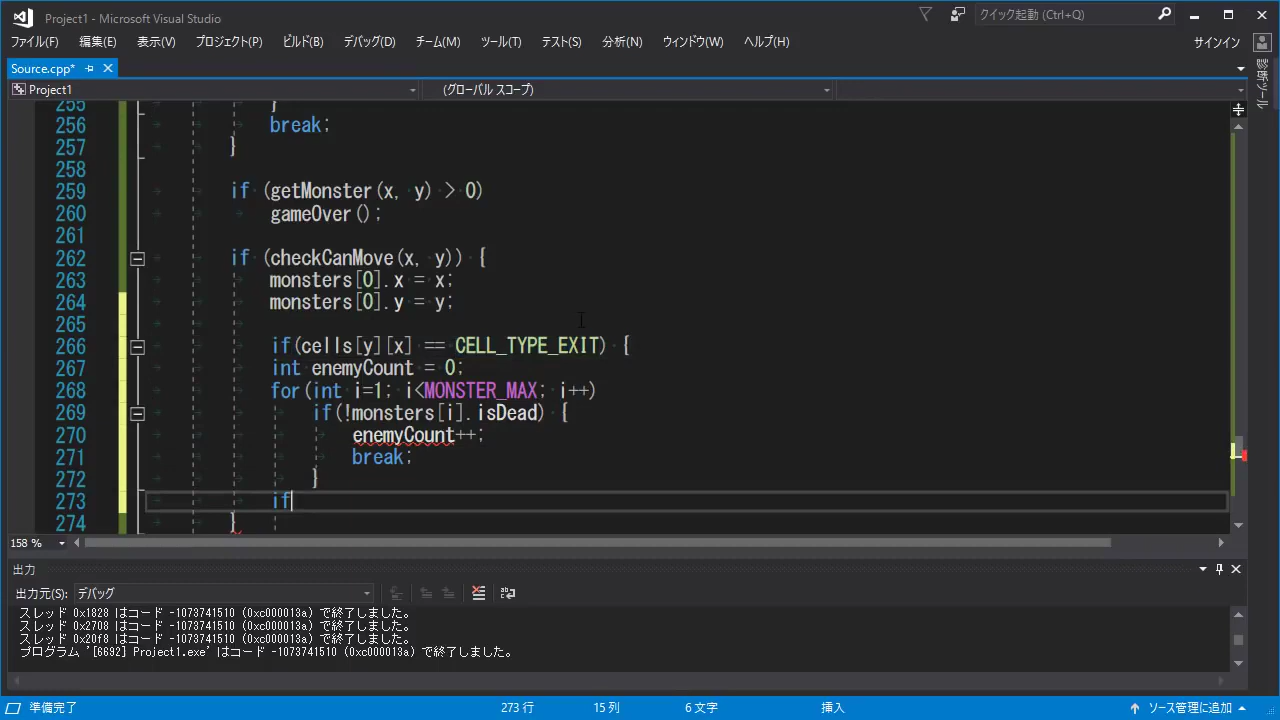 Project1 - Microsoft Visual Studio
クイック起動 (Ctrl+Q)
ファイル(F) 編集(E) 表示(V) プロジェクト(P) ビルド(B) デバッグ(D) チーム(M) ツール(T) テスト(S) 分析(N) ウィンドウ(W) ヘルプ(H)
サインイン
Source.cpp*
診断ツール
Project1 (グローバル スコープ)
255 }
256 break;
257 }
258
259 if (getMonster(x, y) > 0)
260 gameOver();
261
262 if (checkCanMove(x, y)) {
263 monsters[0].x = x;
264 monsters[0].y = y;
265
266 if(cells[y][x] == CELL_TYPE_EXIT) {
267 int enemyCount = 0;
268 for(int i=1; i<MONSTER_MAX; i++)
269 if(!monsters[i].isDead) {
270 enemyCount++;
271 break;
272 }
273 if
274 }
158 %
出力
出力元(S): デバッグ
スレッド 0x1828 はコード -1073741510 (0xc000013a) で終了しました。
スレッド 0x2708 はコード -1073741510 (0xc000013a) で終了しました。
スレッド 0x20f8 はコード -1073741510 (0xc000013a) で終了しました。
プログラム '[6692] Project1.exe' はコード -1073741510 (0xc000013a) で終了しました。
準備完了 273 行 15 列 6 文字 挿入 ソース管理に追加